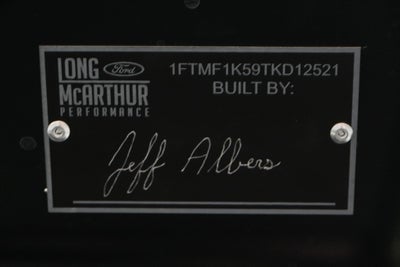 LONG Ford
McARTHUR
PERFORMANCE
1FTMF1K59TKD12521
BUILT BY:
Jeff Albers